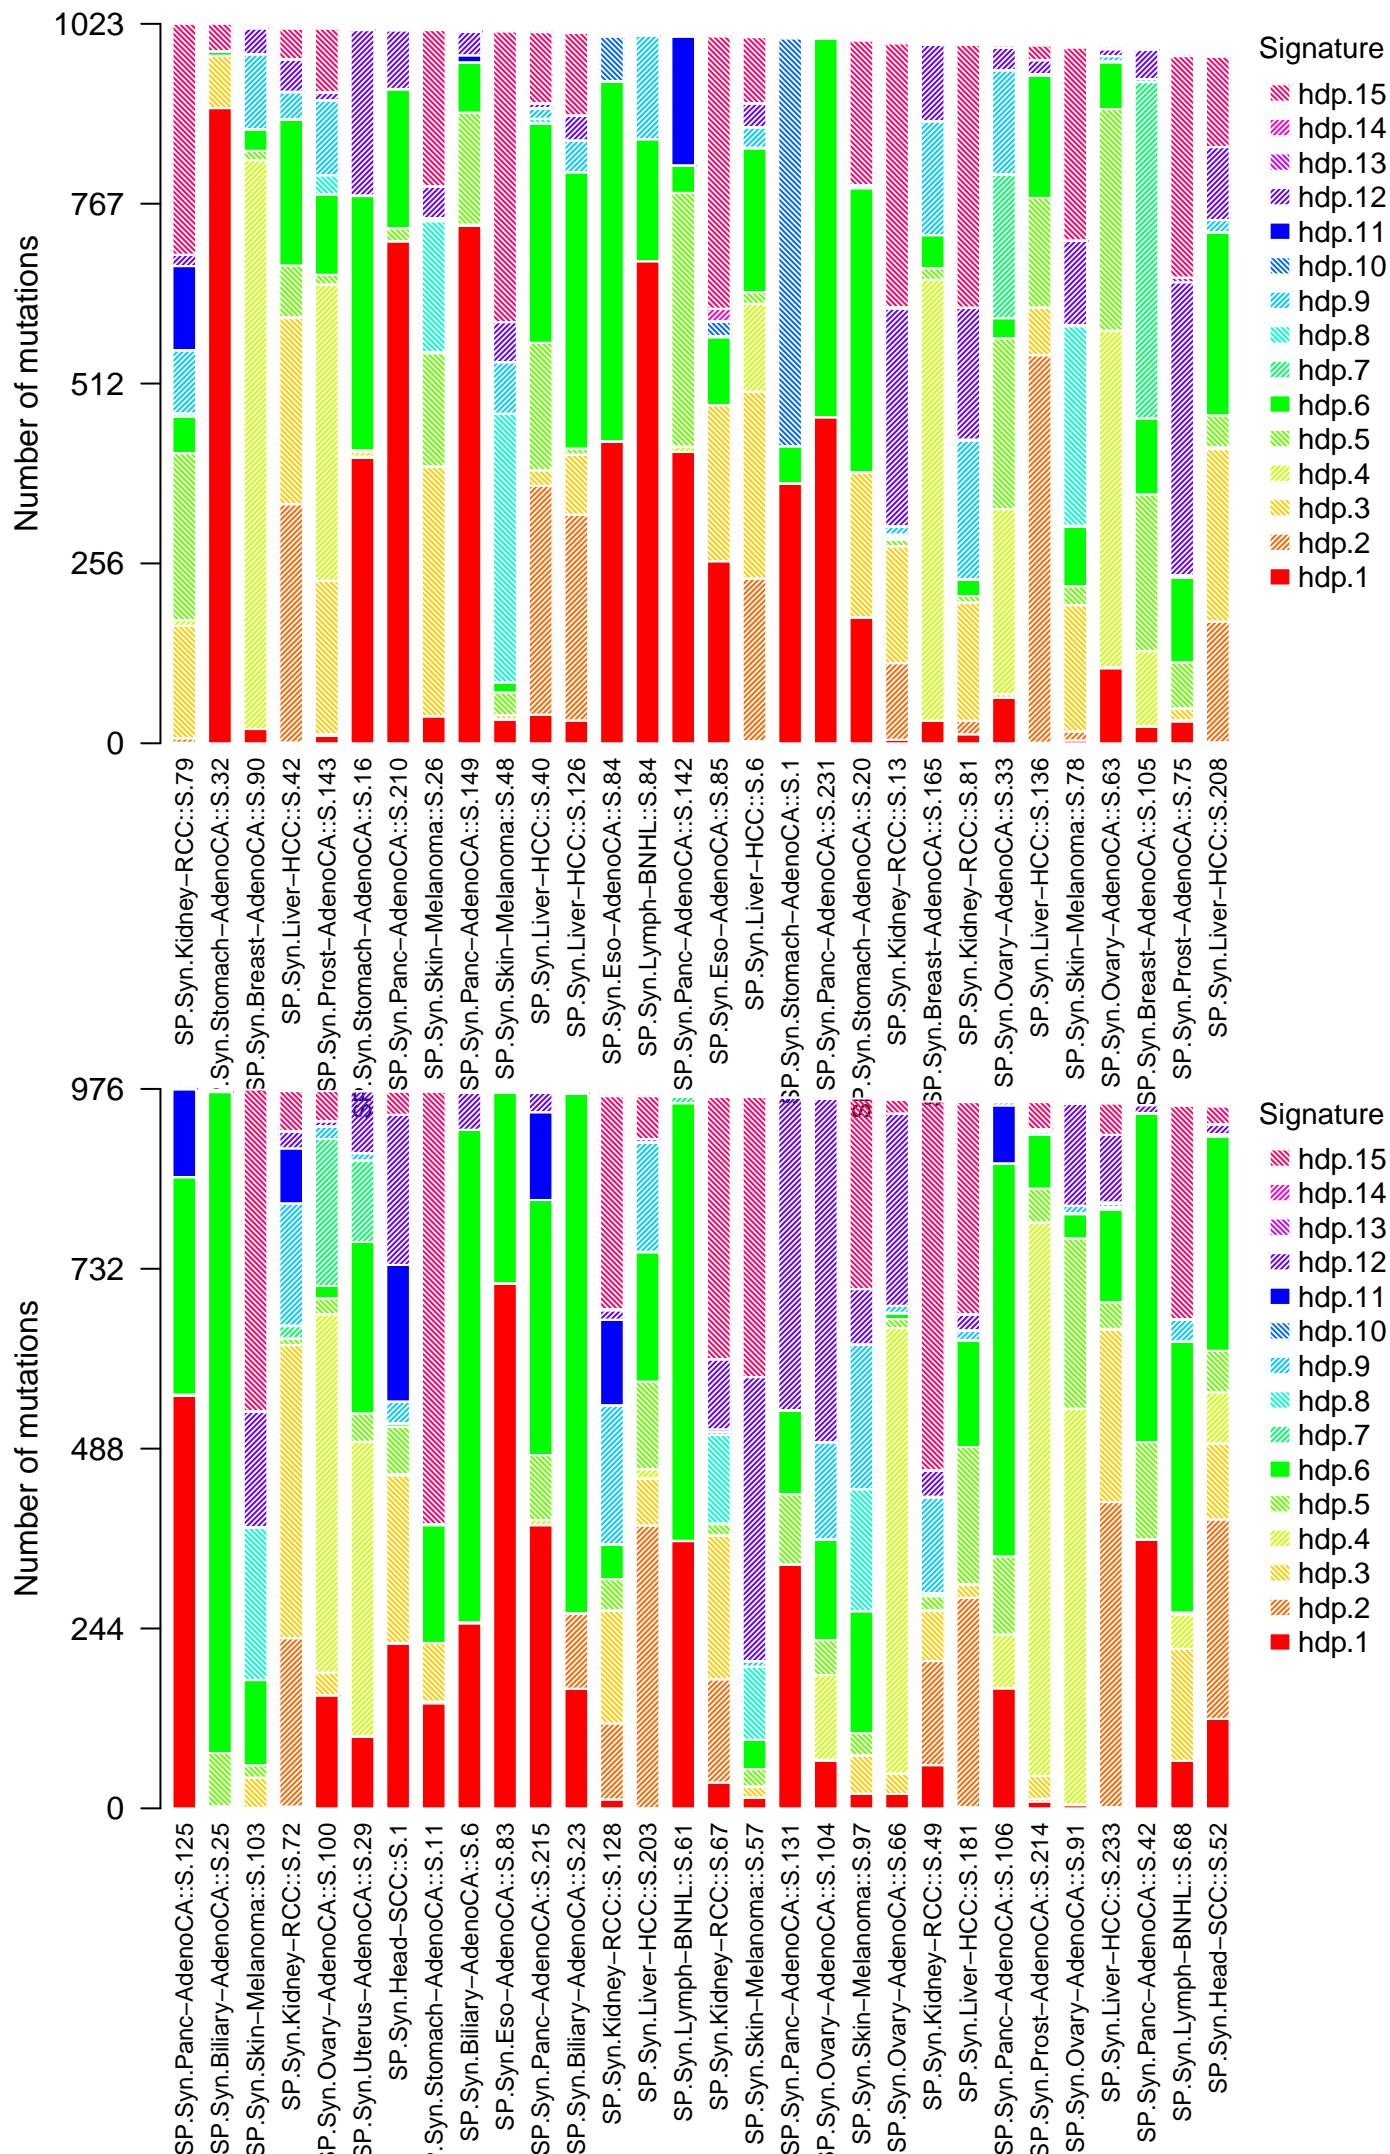 Number of mutations
1023
767
512
256
0
SP.Syn.Kidney−RCC::S.79
P.Syn.Stomach−AdenoCA::S.32
SP.Syn.Breast−AdenoCA::S.90
SP.Syn.Liver−HCC::S.42
SP.Syn.Prost−AdenoCA::S.143
SP.Syn.Stomach−AdenoCA::S.16
SP.Syn.Panc−AdenoCA::S.210
SP.Syn.Skin−Melanoma::S.26
SP.Syn.Panc−AdenoCA::S.149
SP.Syn.Skin−Melanoma::S.48
SP.Syn.Liver−HCC::S.40
SP.Syn.Liver−HCC::S.126
SP.Syn.Eso−AdenoCA::S.84
SP.Syn.Lymph−BNHL::S.84
SP.Syn.Panc−AdenoCA::S.142
SP.Syn.Eso−AdenoCA::S.85
SP.Syn.Liver−HCC::S.6
SP.Syn.Stomach−AdenoCA::S.1
SP.Syn.Panc−AdenoCA::S.231
SP.Syn.Stomach−AdenoCA::S.20
SP.Syn.Kidney−RCC::S.13
SP.Syn.Breast−AdenoCA::S.165
SP.Syn.Kidney−RCC::S.81
SP.Syn.Ovary−AdenoCA::S.33
SP.Syn.Liver−HCC::S.136
SP.Syn.Skin−Melanoma::S.78
SP.Syn.Ovary−AdenoCA::S.63
SP.Syn.Breast−AdenoCA::S.105
SP.Syn.Prost−AdenoCA::S.75
SP.Syn.Liver−HCC::S.208
Signature
hdp.15
hdp.14
hdp.13
hdp.12
hdp.11
hdp.10
hdp.9
hdp.8
hdp.7
hdp.6
hdp.5
hdp.4
hdp.3
hdp.2
hdp.1
Number of mutations
976
732
488
244
0
SP.Syn.Panc−AdenoCA::S.125
SP.Syn.Biliary−AdenoCA::S.25
SP.Syn.Skin−Melanoma::S.103
SP.Syn.Kidney−RCC::S.72
SP.Syn.Ovary−AdenoCA::S.100
SP.Syn.Uterus−AdenoCA::S.29
SP.Syn.Head−SCC::S.1
P.Syn.Stomach−AdenoCA::S.11
SP.Syn.Biliary−AdenoCA::S.6
SP.Syn.Eso−AdenoCA::S.83
SP.Syn.Panc−AdenoCA::S.215
SP.Syn.Biliary−AdenoCA::S.23
SP.Syn.Kidney−RCC::S.128
SP.Syn.Liver−HCC::S.203
SP.Syn.Lymph−BNHL::S.61
SP.Syn.Kidney−RCC::S.67
SP.Syn.Skin−Melanoma::S.57
SP.Syn.Panc−AdenoCA::S.131
SP.Syn.Ovary−AdenoCA::S.104
SP.Syn.Skin−Melanoma::S.97
SP.Syn.Ovary−AdenoCA::S.66
SP.Syn.Kidney−RCC::S.49
SP.Syn.Liver−HCC::S.181
SP.Syn.Panc−AdenoCA::S.106
SP.Syn.Prost−AdenoCA::S.214
SP.Syn.Ovary−AdenoCA::S.91
SP.Syn.Liver−HCC::S.233
SP.Syn.Panc−AdenoCA::S.42
SP.Syn.Lymph−BNHL::S.68
SP.Syn.Head−SCC::S.52
Signature
hdp.15
hdp.14
hdp.13
hdp.12
hdp.11
hdp.10
hdp.9
hdp.8
hdp.7
hdp.6
hdp.5
hdp.4
hdp.3
hdp.2
hdp.1